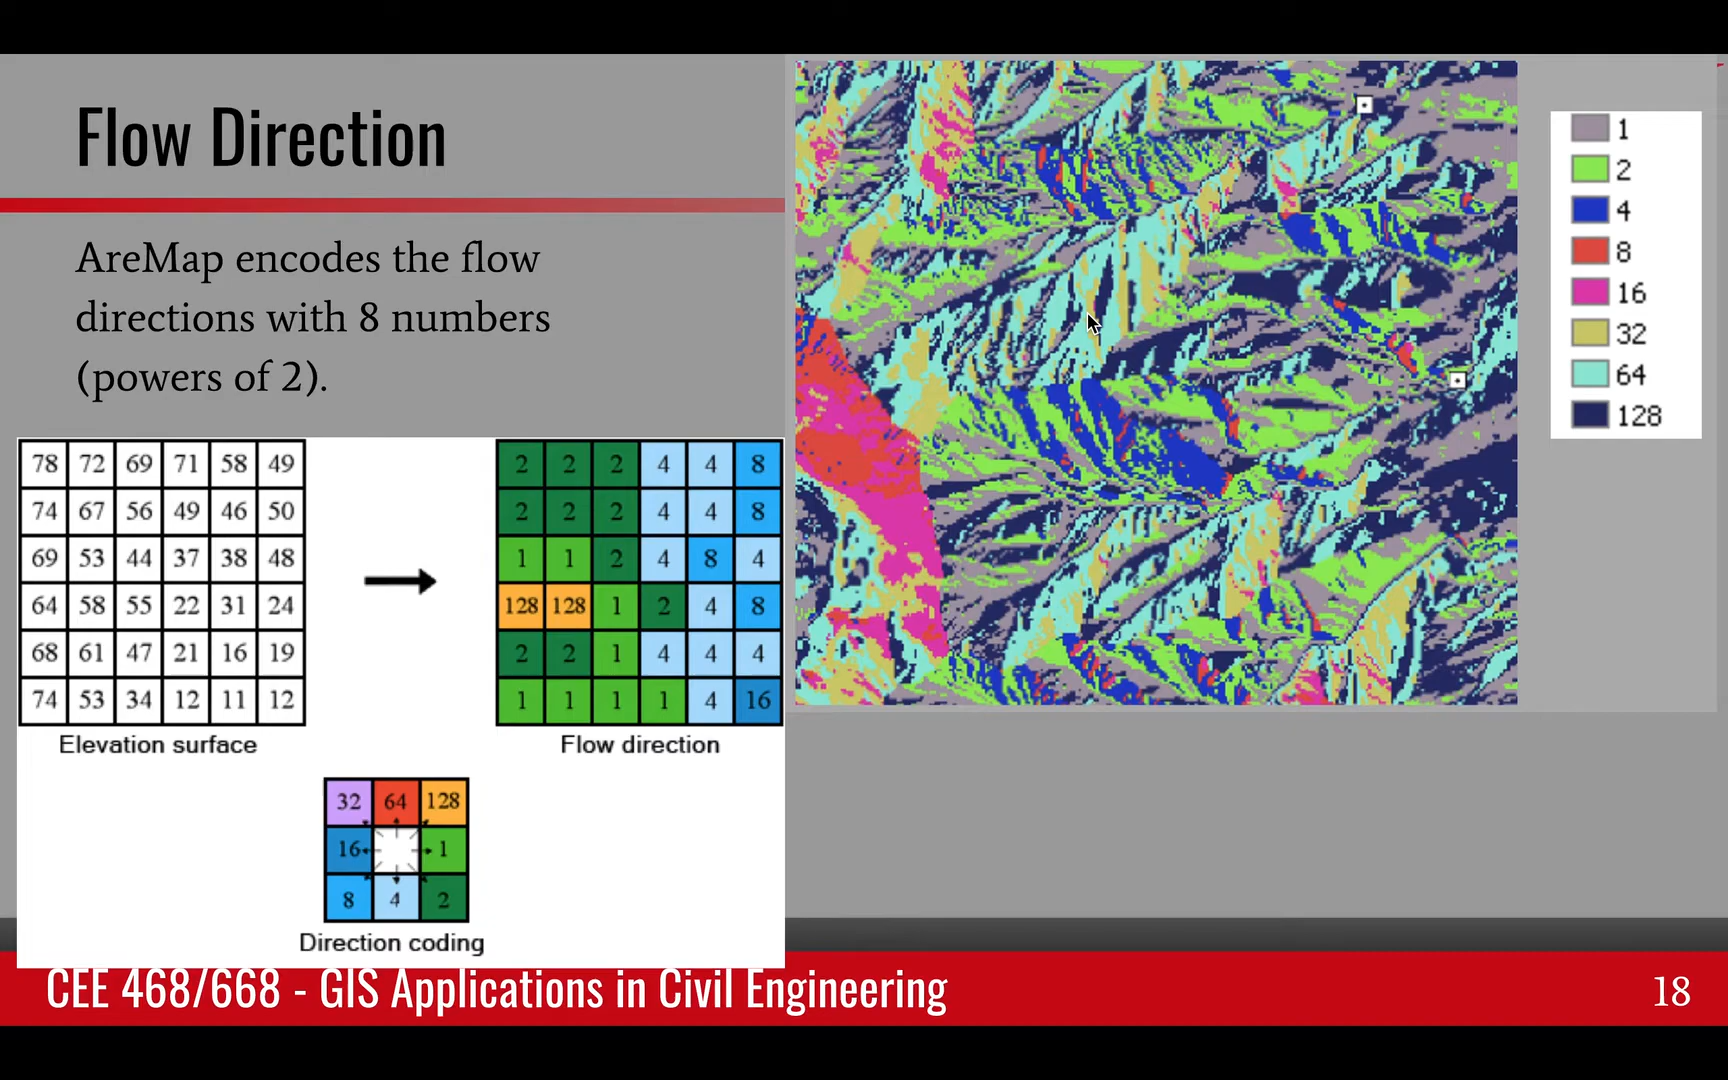 Flow Direction
AreMap encodes the flow
directions with 8 numbers
(powers of 2).
78 72 69 71 58 49
74 67 56 49 46 50
69 53 44 37 38 48
64 58 55 22 31 24
68 61 47 21 16 19
74 53 34 12 11 12
Elevation surface
2 2 2 4 4 8
2 2 2 4 4 8
1 1 2 4 8 4
128 128 1 2 4 8
2 2 1 4 4 4
1 1 1 1 4 16
Flow direction
32 64 128
16 1
8 4 2
Direction coding
1
2
4
8
16
32
64
128
CEE 468/668 - GIS Applications in Civil Engineering
18